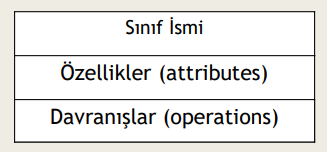 Sınıf İsmi
Özellikler (attributes)
Davranışlar (operations)